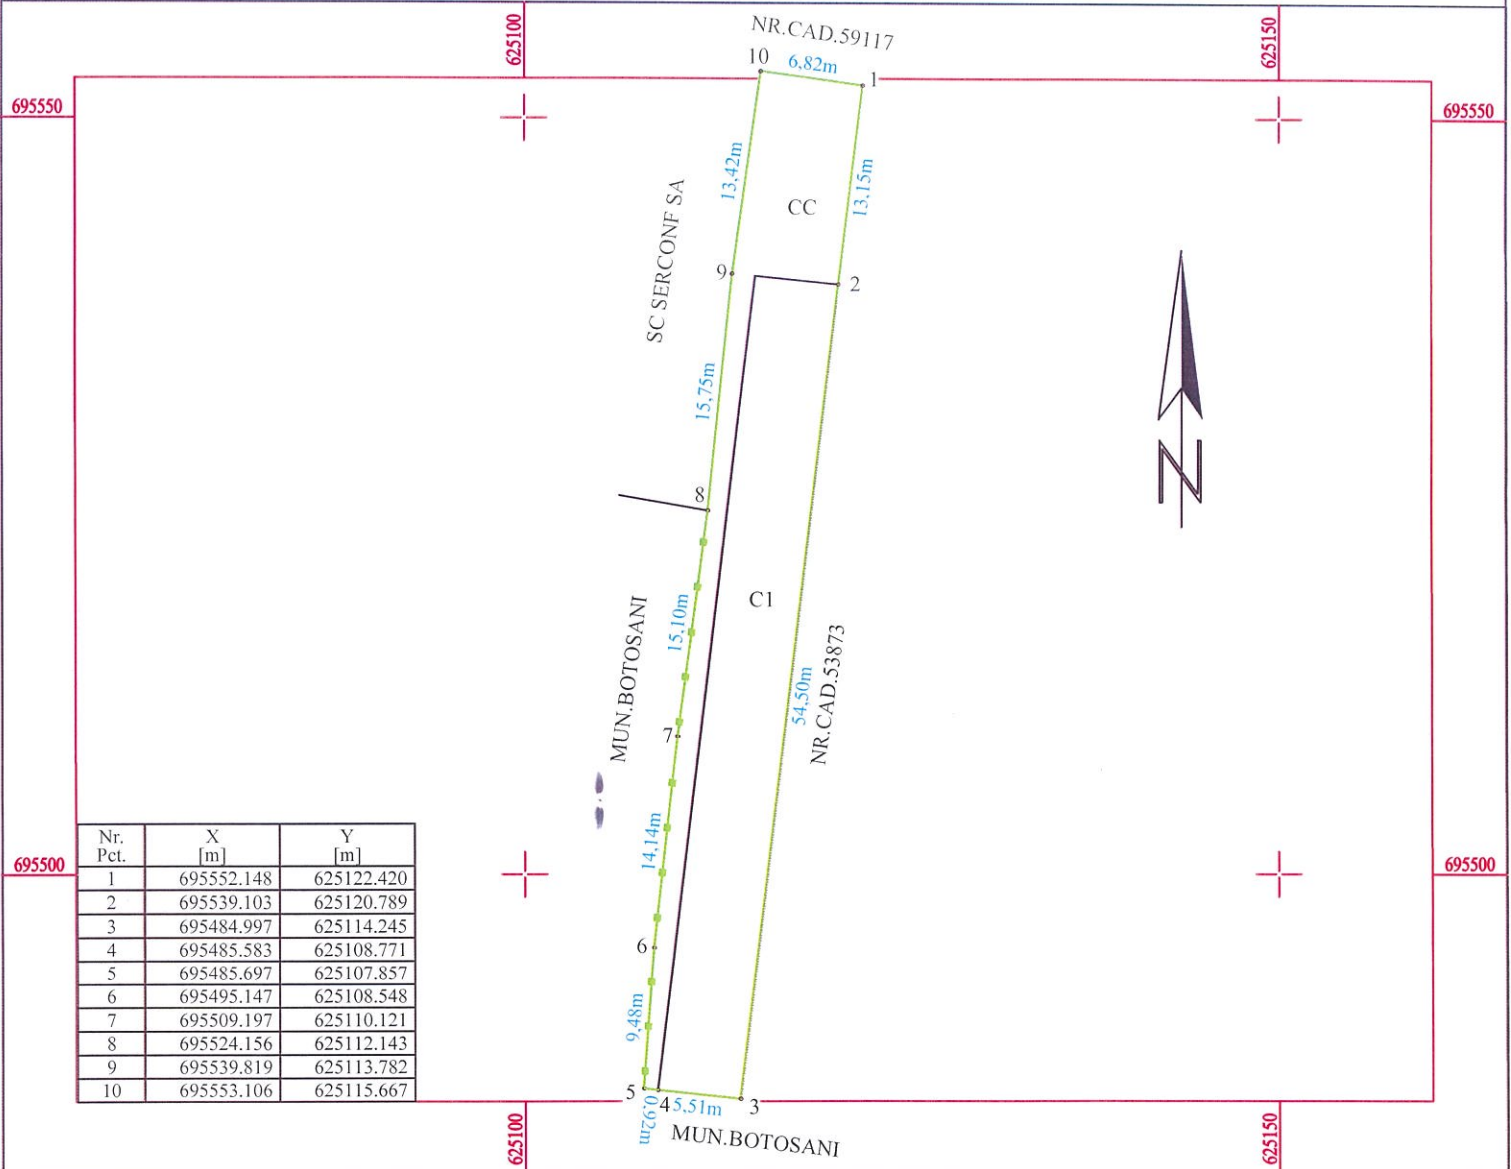 625100
625150
NR.CAD.59117
10
6,82m
1
695550
695550
13,42m
13,15m
SC SERCONF SA
CC
9
2
15,75m
N
8
C1
15,10m
MUN.BOTOSANI
NR.CAD.53873
54,50m
7
14,14m
695500
695500
6
9,48m
5
0.92m
4
5,51m
3
MUN.BOTOSANI
625100
625150
Nr. Pct. X [m] Y [m]
1 695552.148 625122.420
2 695539.103 625120.789
3 695484.997 625114.245
4 695485.583 625108.771
5 695485.697 625107.857
6 695495.147 625108.548
7 695509.197 625110.121
8 695524.156 625112.143
9 695539.819 625113.782
10 695553.106 625115.667